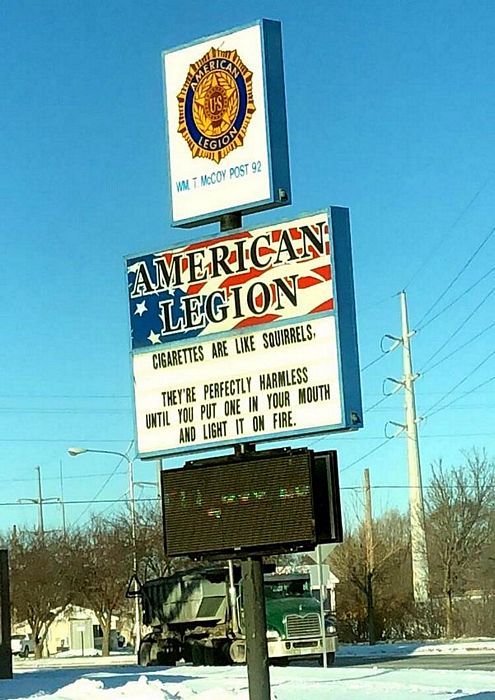 AMERICAN
U.S.
LEGION
WM. T. McCOY POST 92
AMERICAN
LEGION
CIGARETTES ARE LIKE SQUIRRELS,
THEY'RE PERFECTLY HARMLESS
UNTIL YOU PUT ONE IN YOUR MOUTH
AND LIGHT IT ON FIRE.